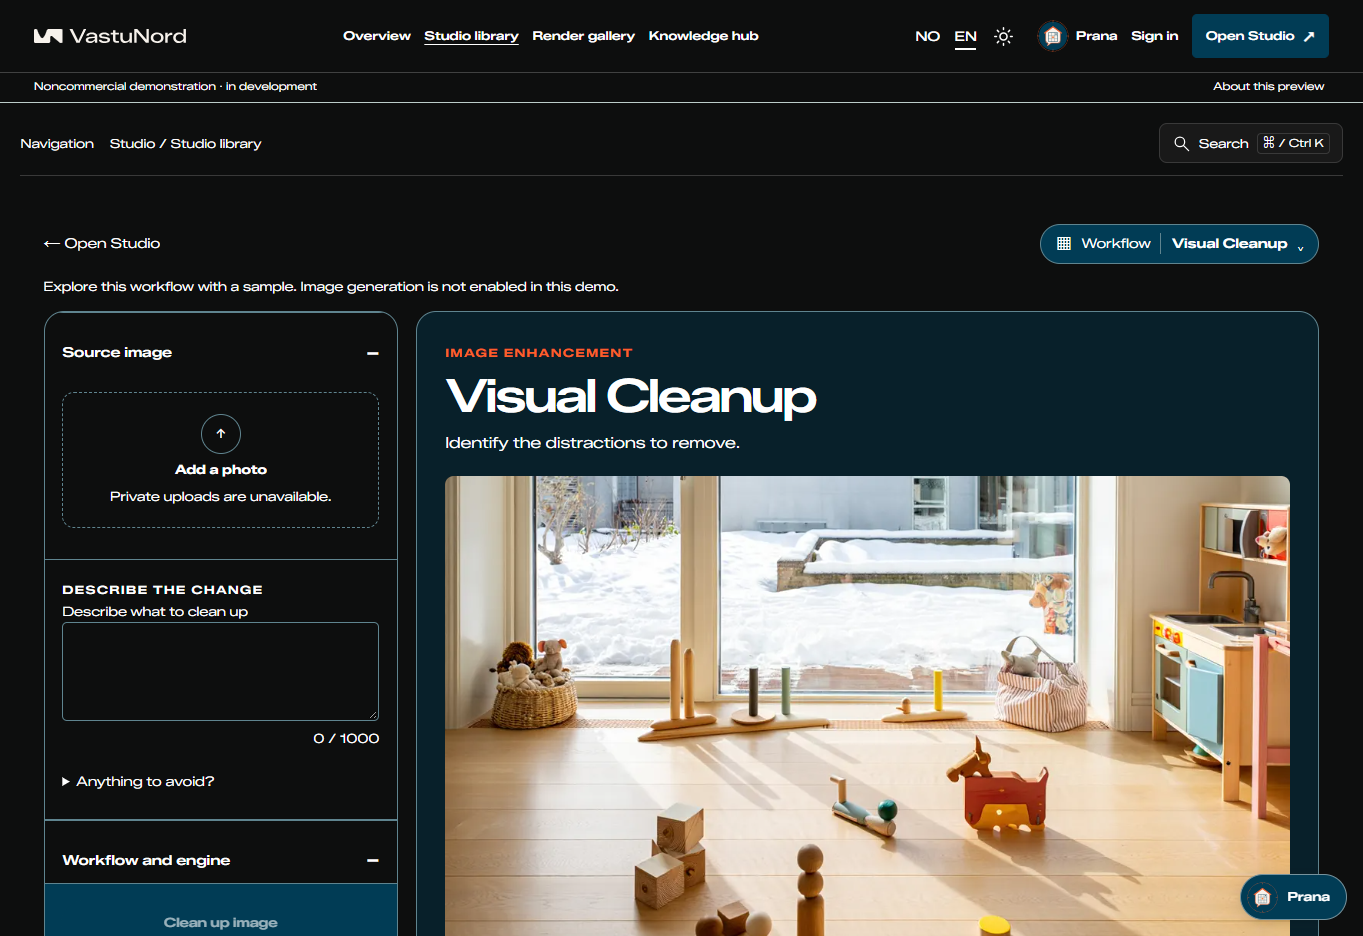 VastuNord
Overview Studio library Render gallery Knowledge hub
NO EN Prana Sign in Open Studio ↗
Noncommercial demonstration · in development
About this preview
Navigation Studio / Studio library
Search ⌘ / Ctrl K
← Open Studio
Workflow Visual Cleanup
Explore this workflow with a sample. Image generation is not enabled in this demo.
Source image
Add a photo
Private uploads are unavailable.
DESCRIBE THE CHANGE
Describe what to clean up
0 / 1000
Anything to avoid?
Workflow and engine
Clean up image
IMAGE ENHANCEMENT
Visual Cleanup
Identify the distractions to remove.
Prana